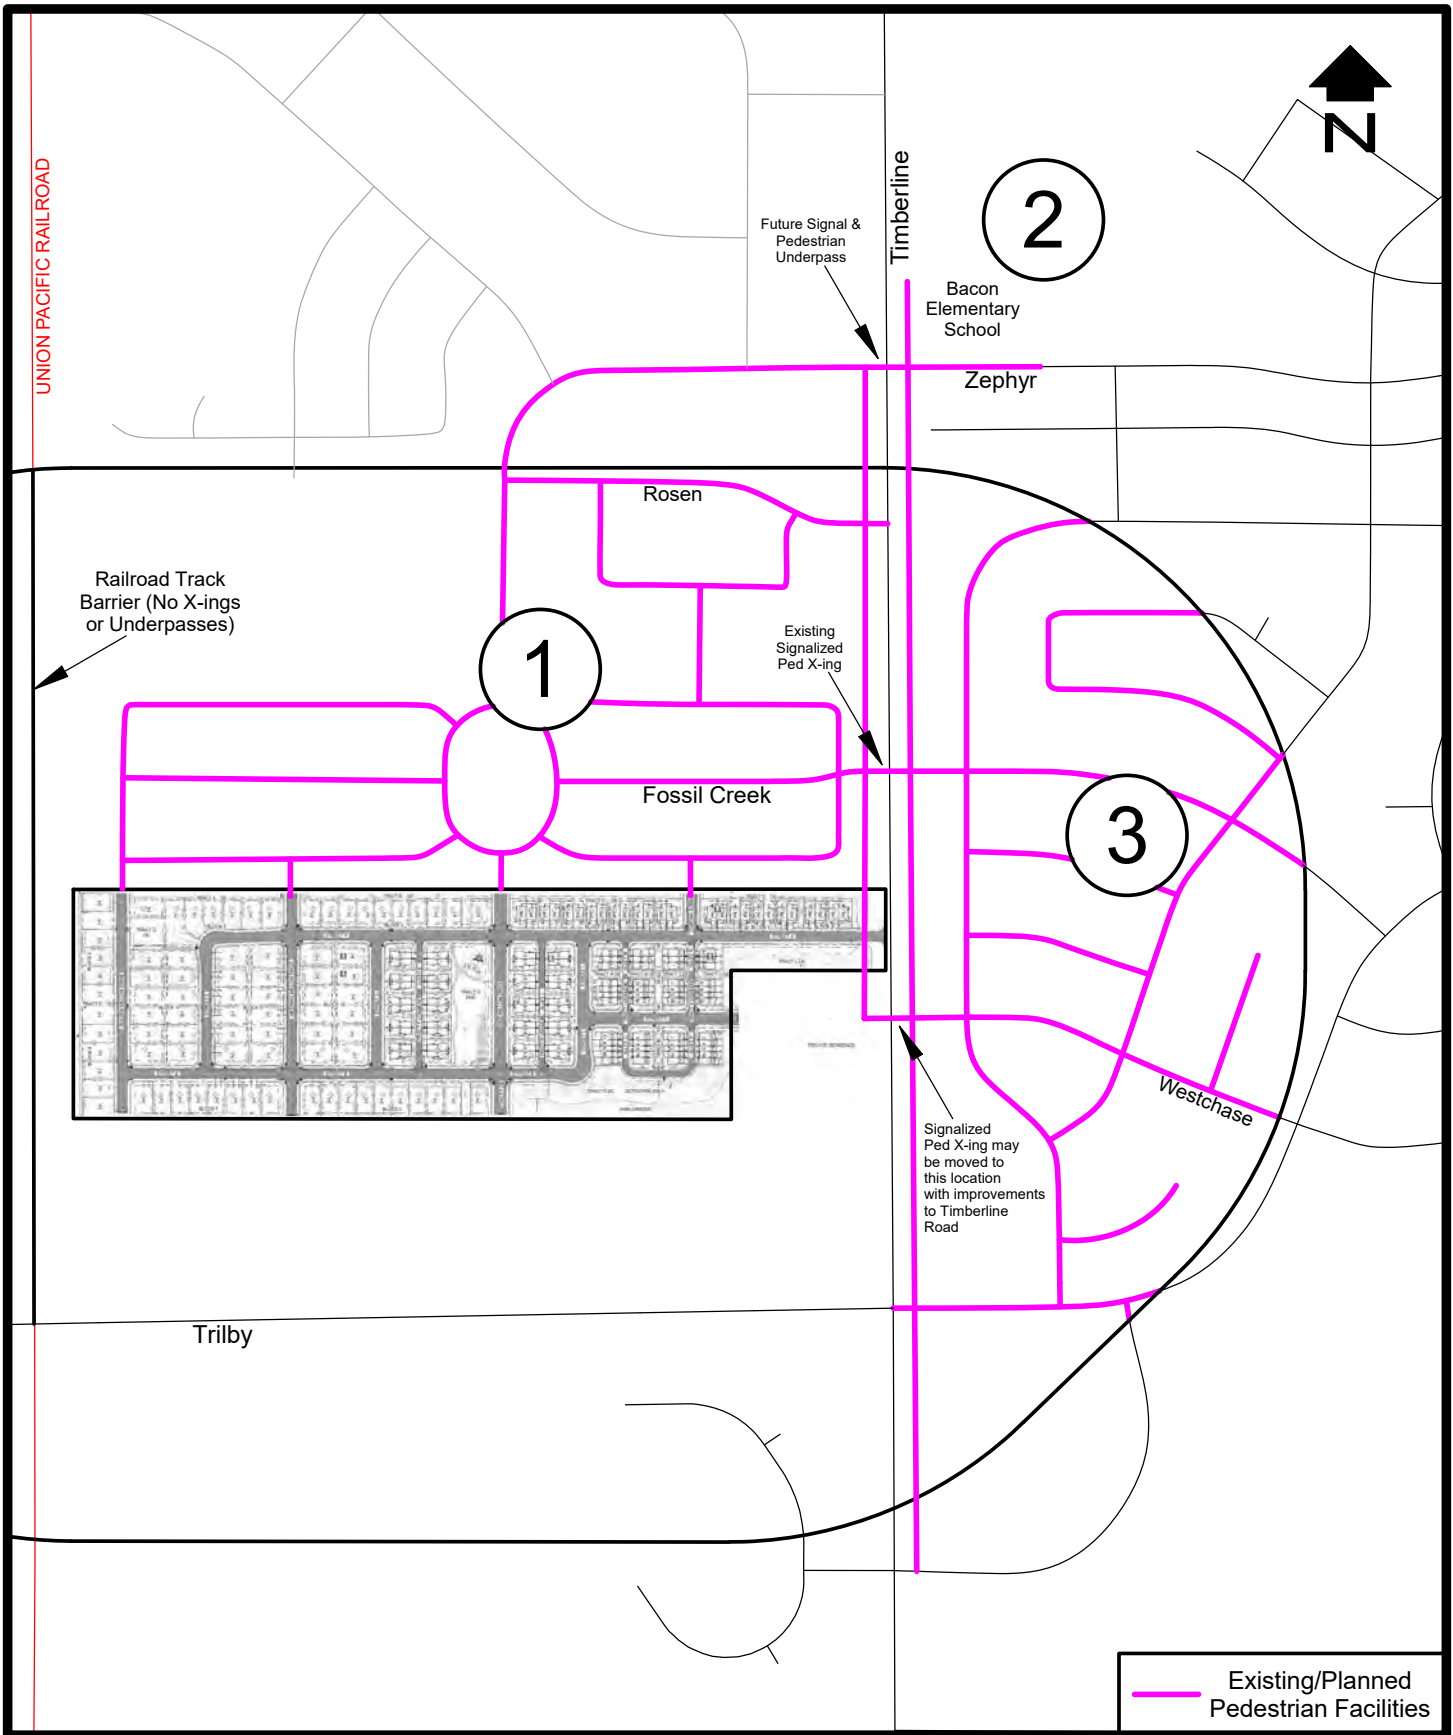 N
UNION PACIFIC RAILROAD
Timberline
2
Future Signal &
Pedestrian
Underpass
Bacon
Elementary
School
Zephyr
Rosen
Railroad Track
Barrier (No X-ings
or Underpasses)
1
Existing
Signalized
Ped X-ing
Fossil Creek
3
Westchase
Signalized
Ped X-ing may
be moved to
this location
with improvements
to Timberline
Road
Trilby
Existing/Planned
Pedestrian Facilities